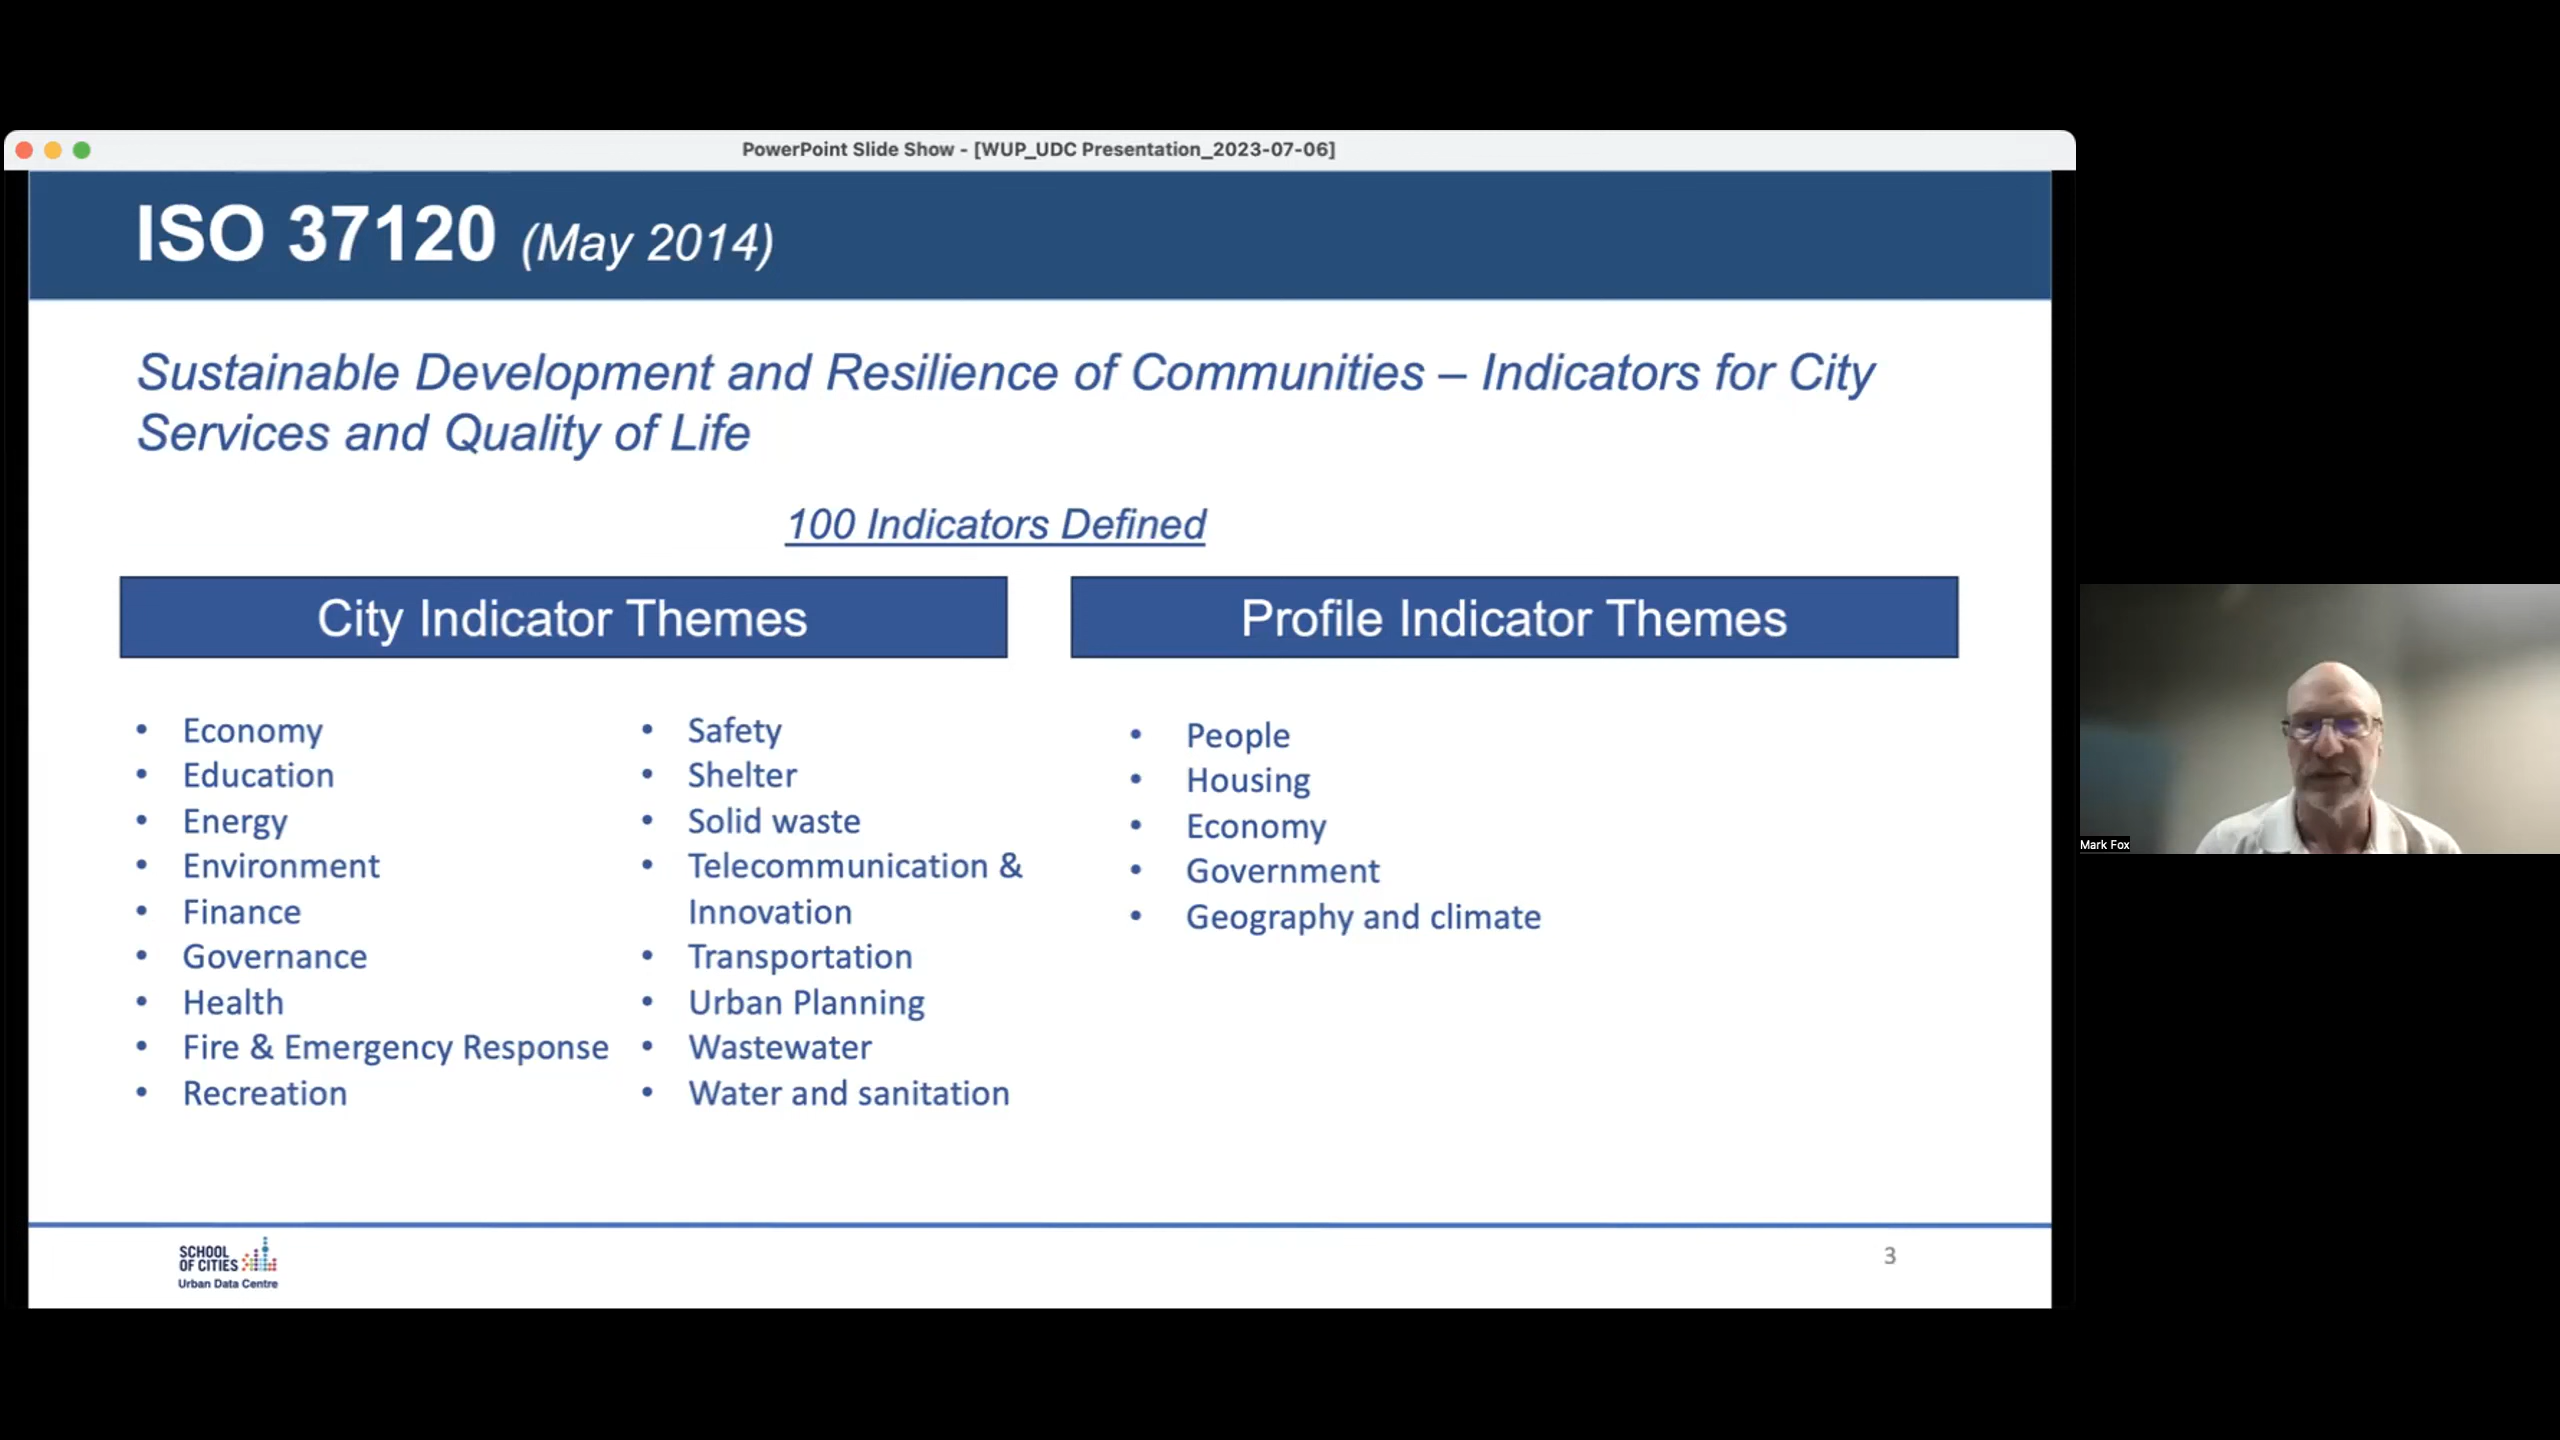 PowerPoint Slide Show - [WUP_UDC Presentation_2023-07-06]
ISO 37120 (May 2014)
Sustainable Development and Resilience of Communities – Indicators for City
Services and Quality of Life
100 Indicators Defined
City Indicator Themes
• Economy
• Education
• Energy
• Environment
• Finance
• Governance
• Health
• Fire & Emergency Response
• Recreation
• Safety
• Shelter
• Solid waste
• Telecommunication &
Innovation
• Transportation
• Urban Planning
• Wastewater
• Water and sanitation
Profile Indicator Themes
• People
• Housing
• Economy
• Government
• Geography and climate
SCHOOL
OF CITIES
Urban Data Centre
3
Mark Fox